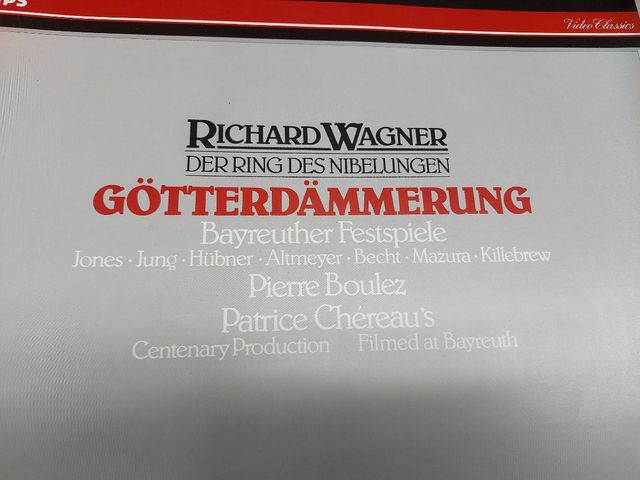 Video Classics
RICHARD WAGNER
DER RING DES NIBELUNGEN
GÖTTERDÄMMERUNG
Bayreuther Festspiele
Jones · Jung · Hübner · Altmeyer · Becht · Mazura · Killebrew
Pierre Boulez
Patrice Chéreau's
Centenary Production Filmed at Bayreuth